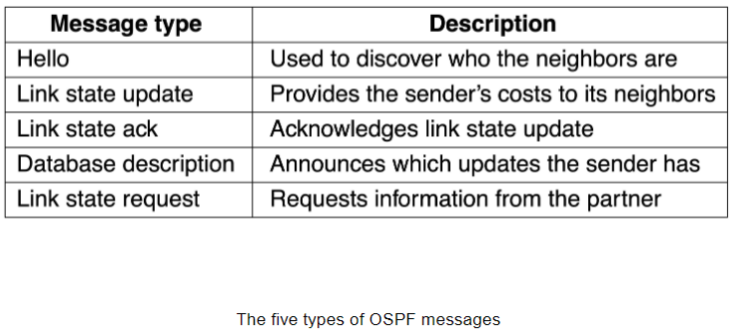 Message type Description
Hello Used to discover who the neighbors are
Link state update Provides the sender's costs to its neighbors
Link state ack Acknowledges link state update
Database description Announces which updates the sender has
Link state request Requests information from the partner
The five types of OSPF messages